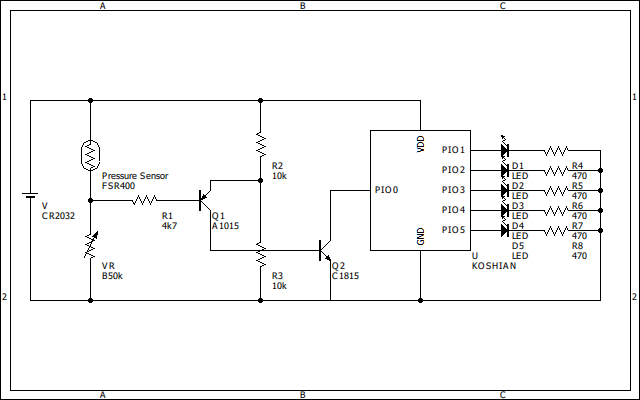 A B C
1 1
VDD
PIO1
PIO2
PIO3
PIO4
PIO5
PIO0
GND
U
KOSHIAN
Pressure Sensor
FSR400
R2
10k
V
CR2032
R1
4k7
Q1
A1015
VR
B50k
R3
10k
Q2
C1815
D1
LED
D2
LED
D3
LED
D4
LED
D5
LED
R4
470
R5
470
R6
470
R7
470
R8
470
2 2
A B C